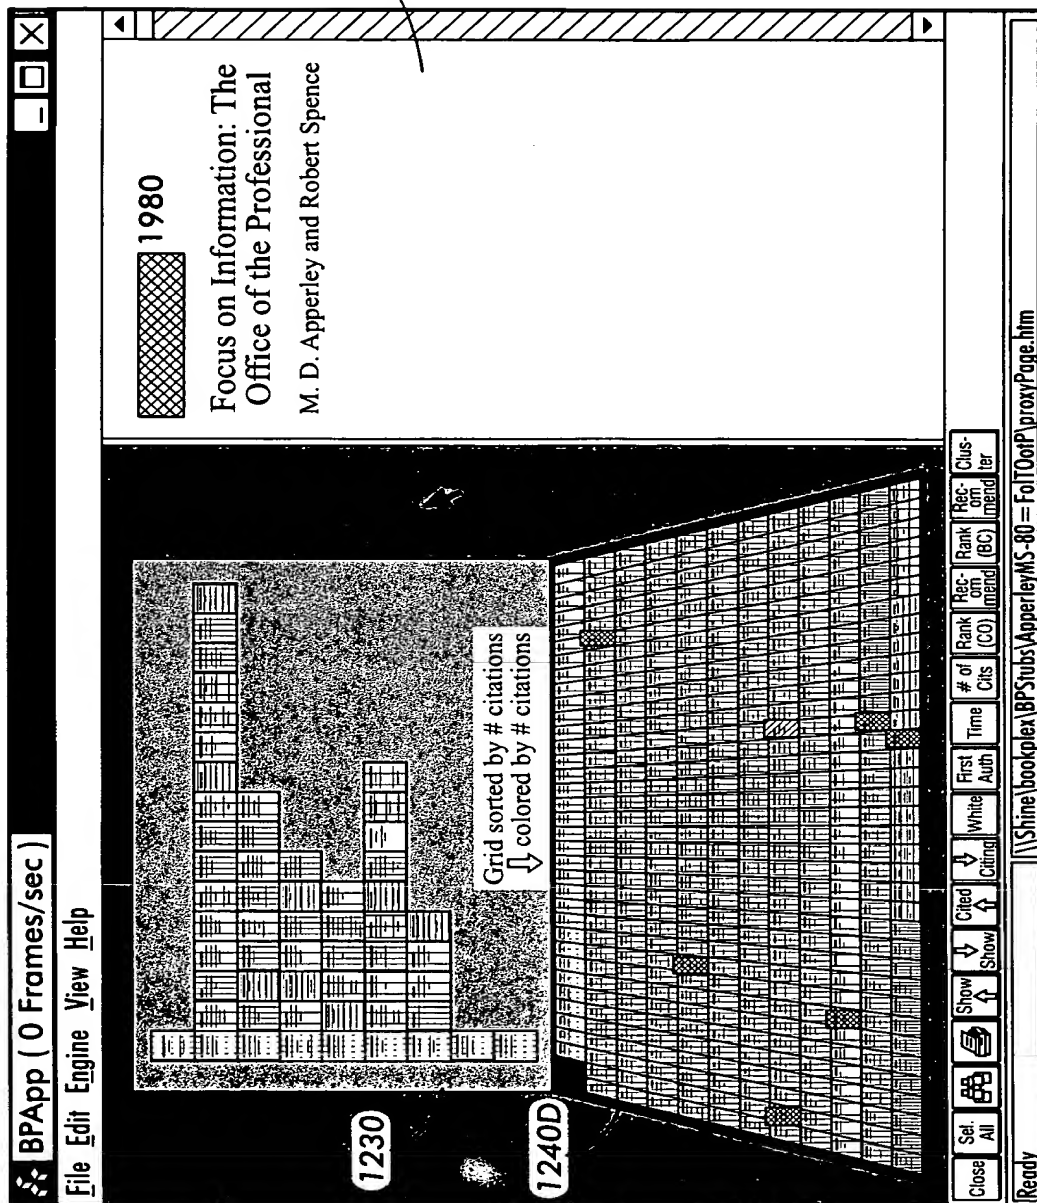 BPApp ( 0 Frames/sec )
File Edit Engine View Help
1980
Focus on Information: The
Office of the Professional
M. D. Apperley and Robert Spence
1230
1240D
Grid sorted by # citations
⇩ colored by # citations
Close
Sel.
All
Show
⇧
⇩
Show
Cited
⇧
⇩
Citing
White
First
Auth
Time
# of
Cits
Rank
(CO)
Rec-
om
mend
Rank
(BC)
Rec-
om
mend
Clus-
ter
Ready
\\Shine\bookplex\BPStubs\ApperleyMS-80=FoITOotP\proxyPage.htm